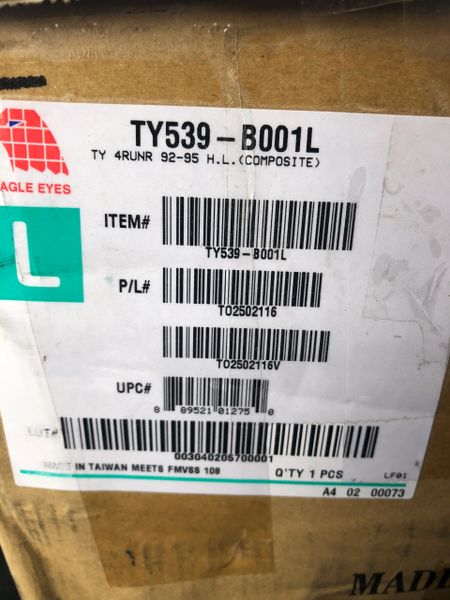 TY539-B001L
TY 4RUNR 92-95 H.L.(COMPOSITE)
AGLE EYES
L
ITEM#
TY539-B001L
P/L#
TO2502116
TO2502116V
UPC#
8 89521 01275 0
LOT#
003040205700001
MADE IN TAIWAN MEETS FMVSS 108
Q'TY 1 PCS
LF01
A4 02 00073
MADE